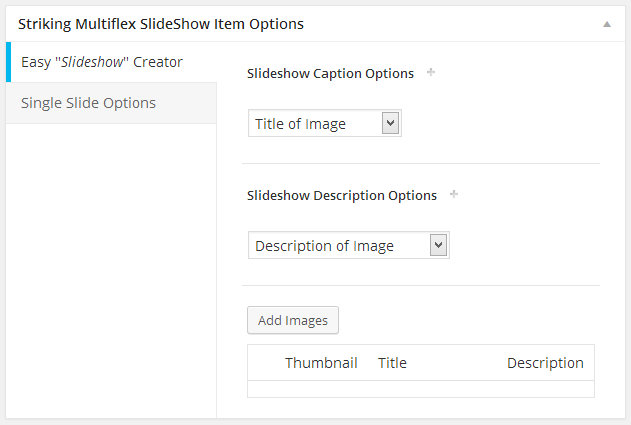 Striking Multiflex SlideShow Item Options
Easy "Slideshow" Creator
Single Slide Options
Slideshow Caption Options
Title of Image
Slideshow Description Options
Description of Image
Add Images
Thumbnail Title Description